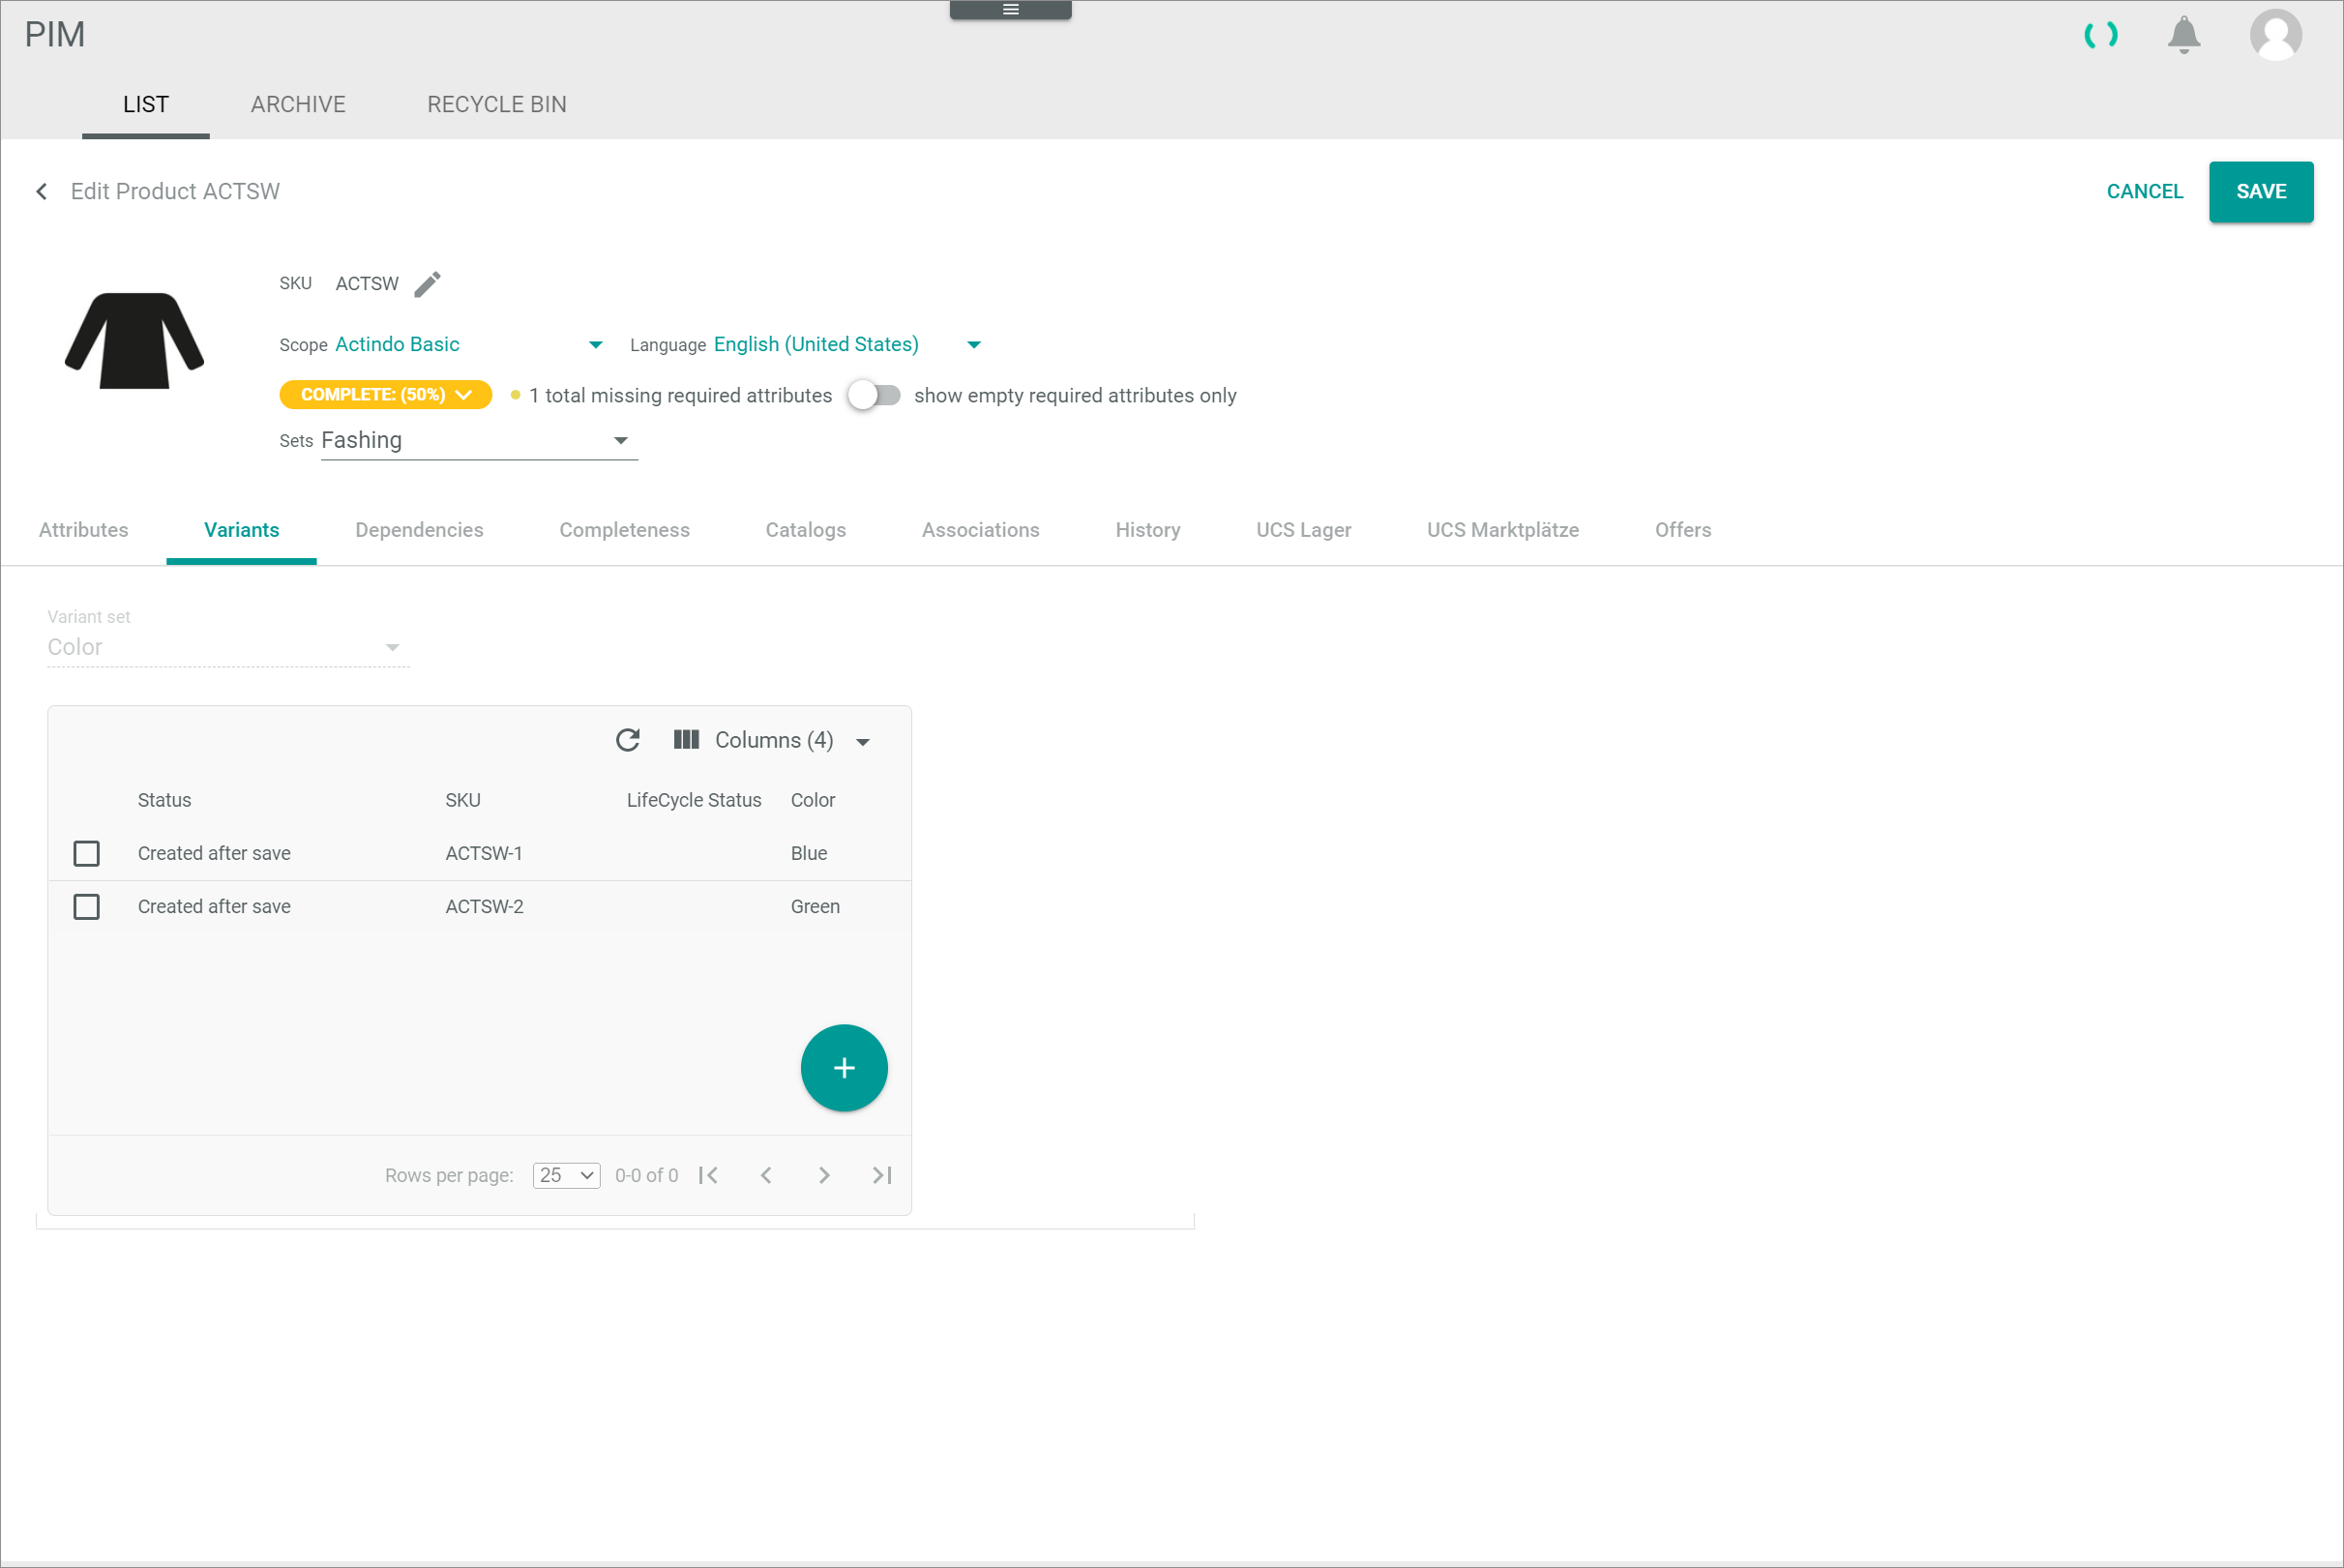 PIM
LIST ARCHIVE RECYCLE BIN
Edit Product ACTSW CANCEL SAVE
SKU ACTSW
Scope Actindo Basic Language English (United States)
COMPLETE: (50%) 1 total missing required attributes show empty required attributes only
Sets Fashing
Attributes Variants Dependencies Completeness Catalogs Associations History UCS Lager UCS Marktplätze Offers
Variant set
Color
Columns (4)
Status SKU LifeCycle Status Color
Created after save ACTSW-1 Blue
Created after save ACTSW-2 Green
Rows per page: 25 0-0 of 0